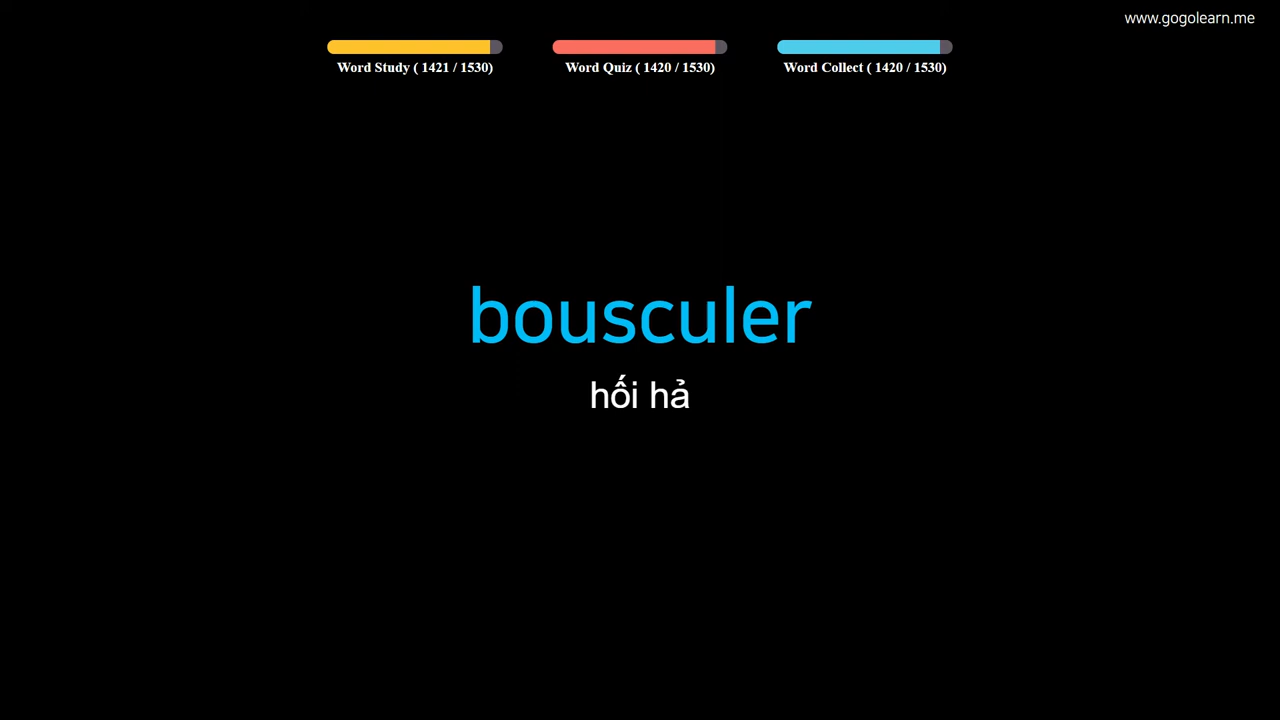 www.gogolearn.me
Word Study ( 1421 / 1530)
Word Quiz ( 1420 / 1530)
Word Collect ( 1420 / 1530)
bousculer
hối hả